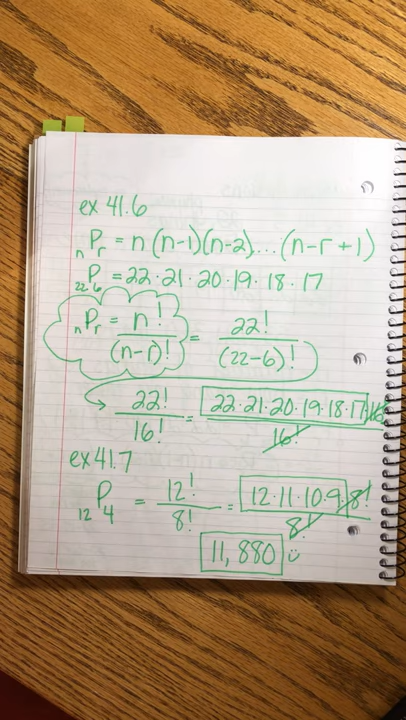 ex 41.6
nPr = n(n-1)(n-2)...(n-r+1)
22P6 = 22·21·20·19·18·17
nPr = n!/(n-r)! = 22!/(22-6)!
22!/16! = 22·21·20·19·18·17·16!/16!
ex 41.7
12P4 = 12!/8! = 12·11·10·9·8!/8!
11,880 :)